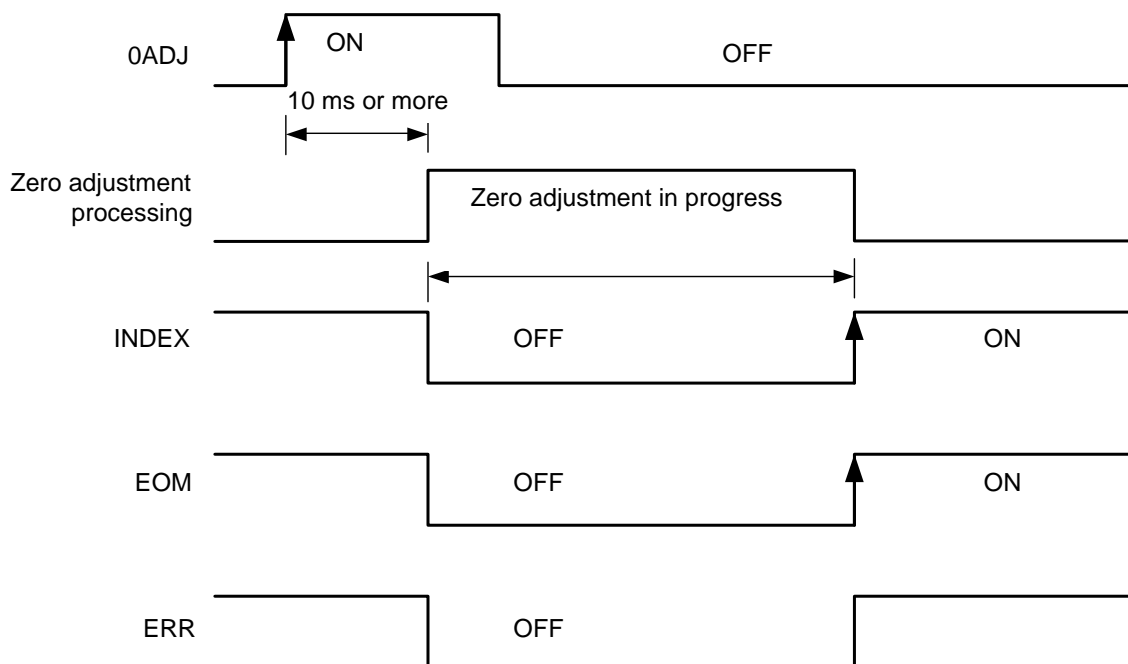 0ADJ
ON
OFF
10 ms or more
Zero adjustment
processing
Zero adjustment in progress
INDEX
OFF
ON
EOM
OFF
ON
ERR
OFF